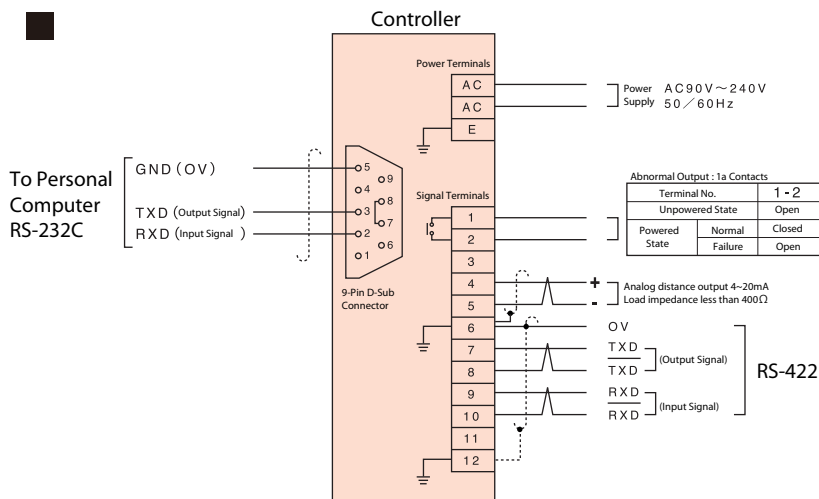 Controller
Power Terminals
AC
AC
E
Power Supply
AC90V～240V
50／60Hz
To Personal
Computer
RS-232C
GND (OV)
TXD (Output Signal)
RXD (Input Signal )
5
9
4
8
3
7
2
6
1
9-Pin D-Sub
Connector
Signal Terminals
1
2
3
4
5
6
7
8
9
10
11
12
Abnormal Output : 1a Contacts
Terminal No. 1-2
Unpowered State Open
Powered State Normal Closed
Failure Open
+
-
Analog distance output 4~20mA
Load impedance less than 400Ω
OV
TXD
TXD
(Output Signal)
RXD
RXD
(Input Signal)
RS-422